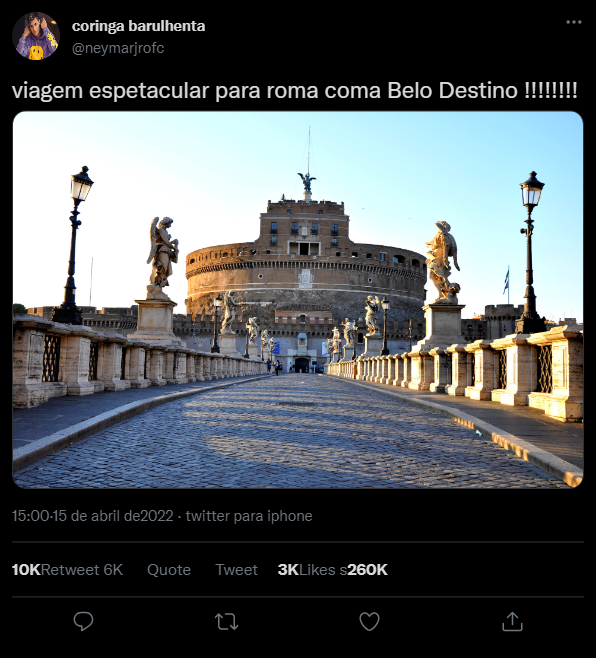 coringa barulhenta
@neymarjrofc
viagem espetacular para roma coma Belo Destino !!!!!!!!
15:00·15 de abril de2022 · twitter para iphone
10KRetweet 6K Quote Tweet 3KLikes s260K